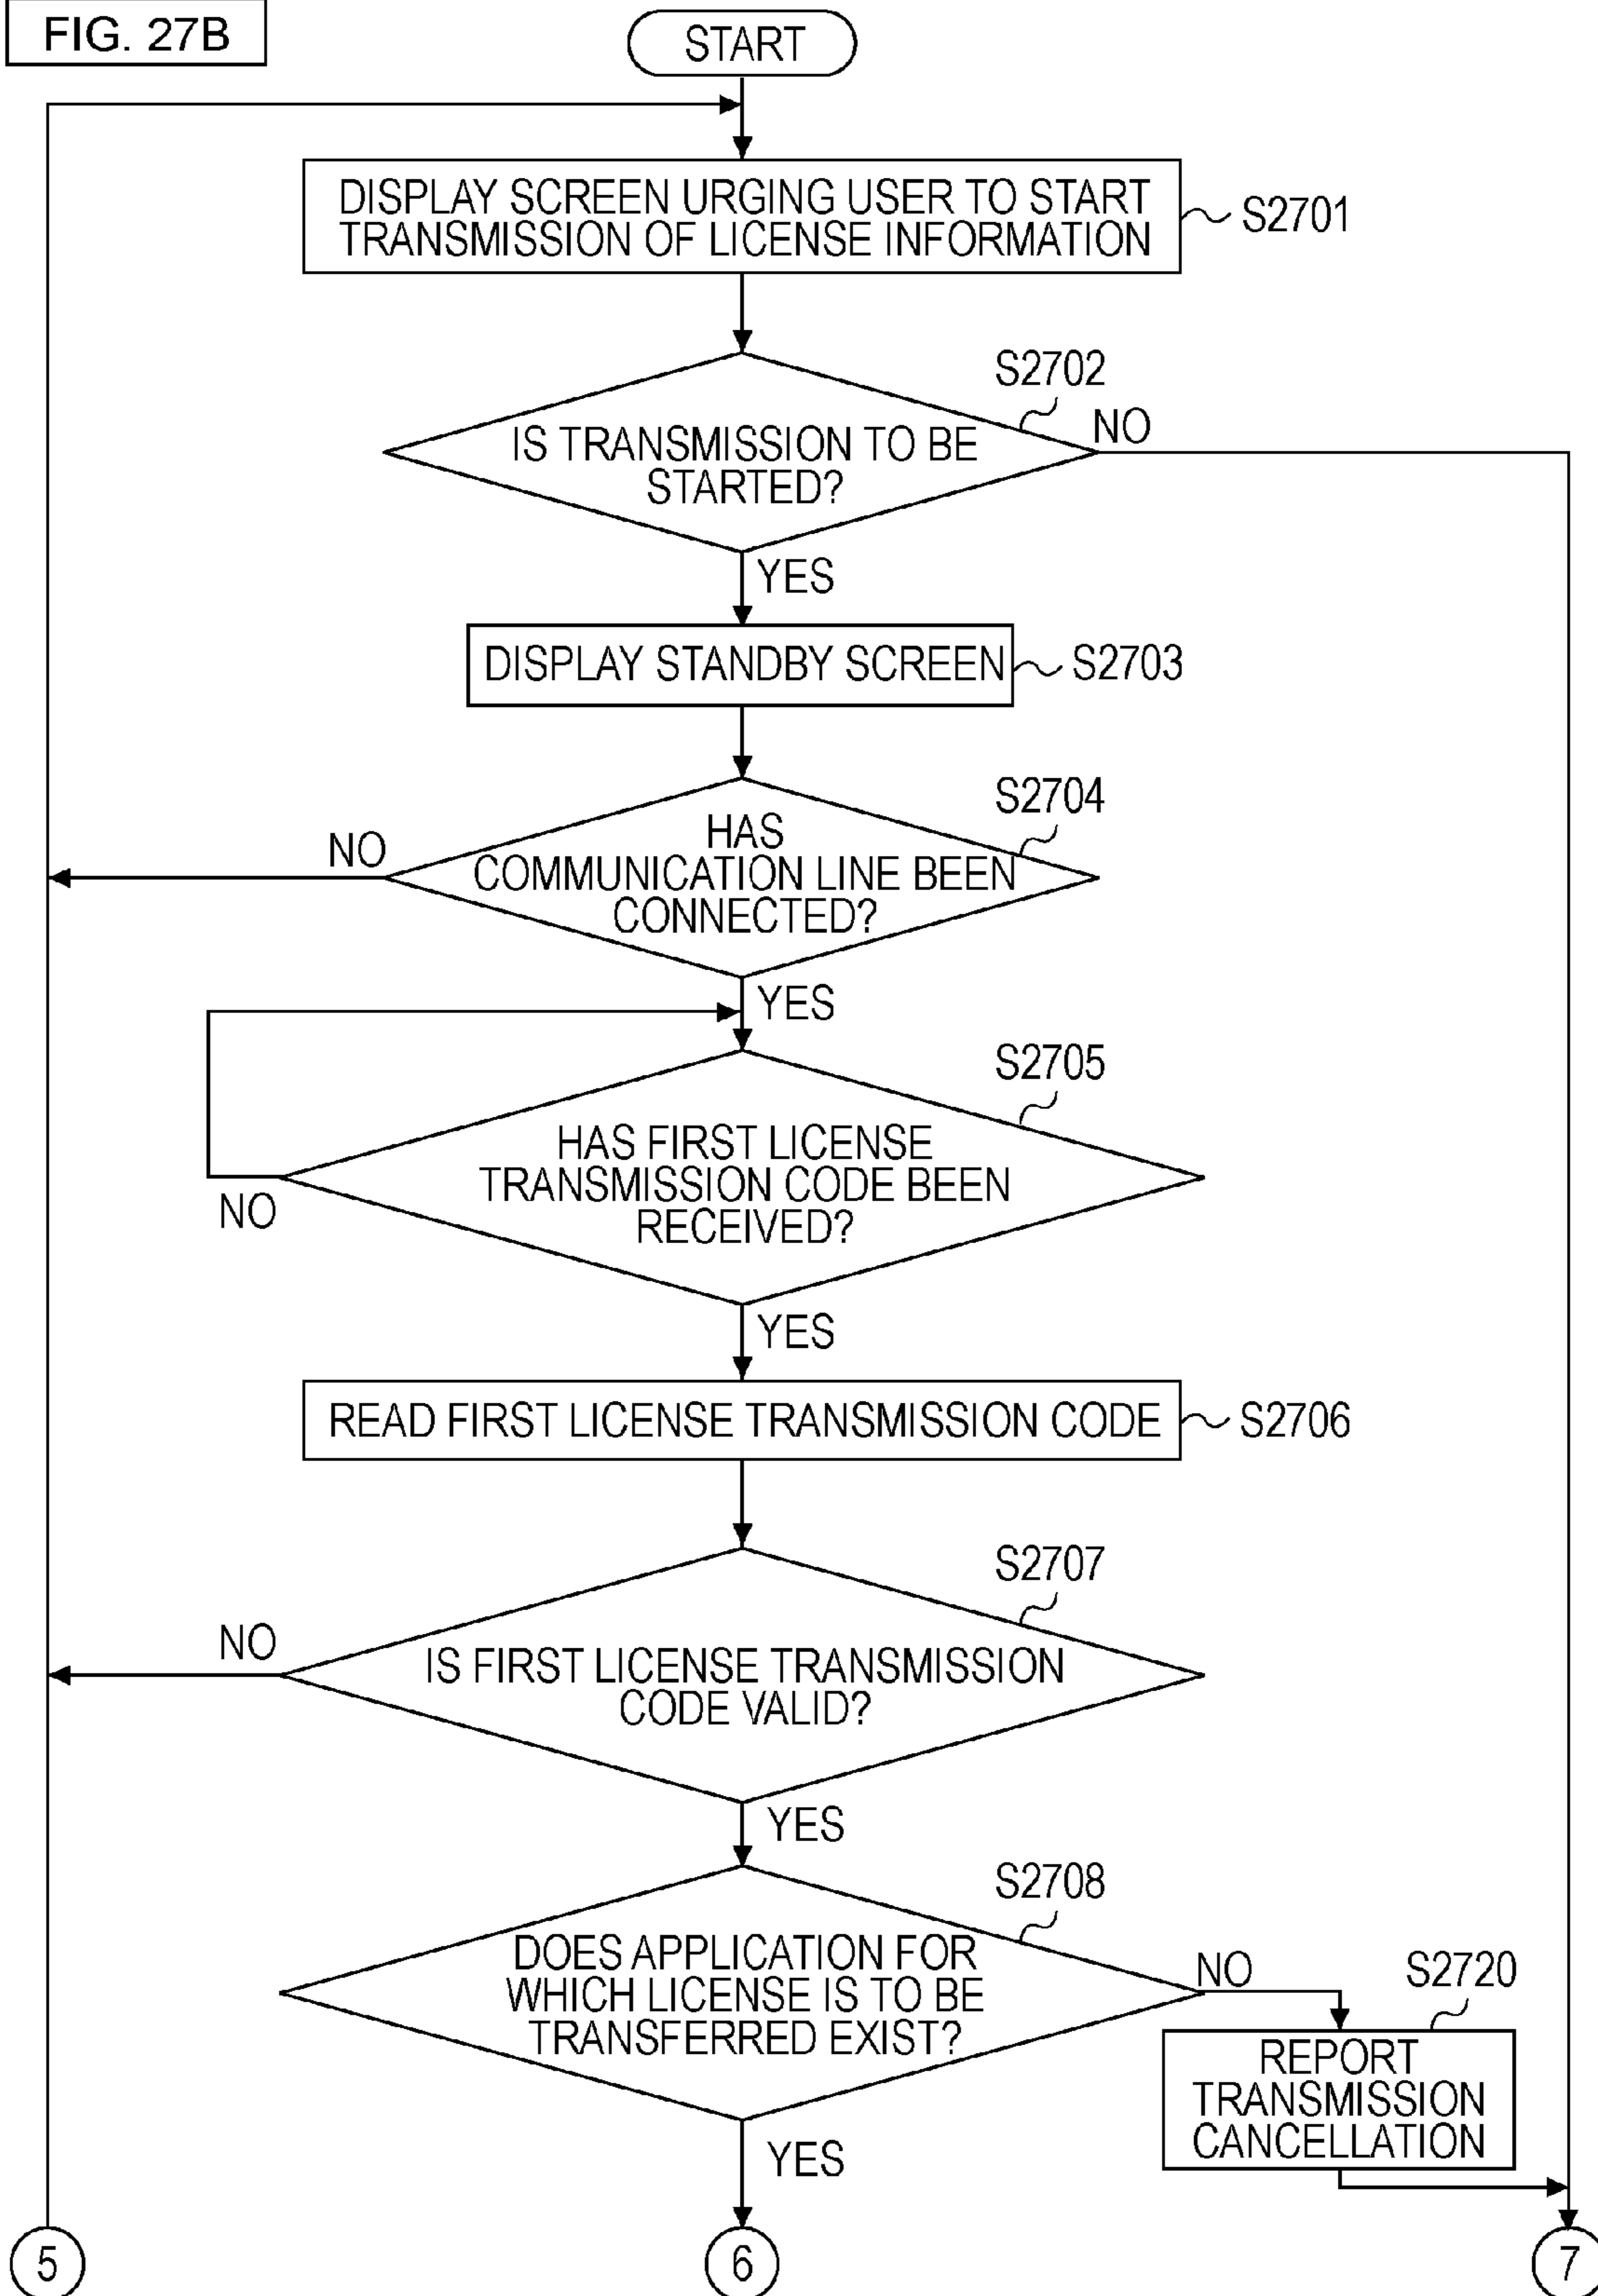 FIG. 27B
START
DISPLAY SCREEN URGING USER TO START
TRANSMISSION OF LICENSE INFORMATION
S2701
S2702
IS TRANSMISSION TO BE
STARTED?
NO
YES
DISPLAY STANDBY SCREEN
S2703
S2704
HAS
COMMUNICATION LINE BEEN
CONNECTED?
NO
YES
S2705
HAS FIRST LICENSE
TRANSMISSION CODE BEEN
RECEIVED?
NO
YES
READ FIRST LICENSE TRANSMISSION CODE
S2706
S2707
IS FIRST LICENSE TRANSMISSION
CODE VALID?
NO
YES
S2708
DOES APPLICATION FOR
WHICH LICENSE IS TO BE
TRANSFERRED EXIST?
NO
S2720
REPORT
TRANSMISSION
CANCELLATION
YES
5
6
7